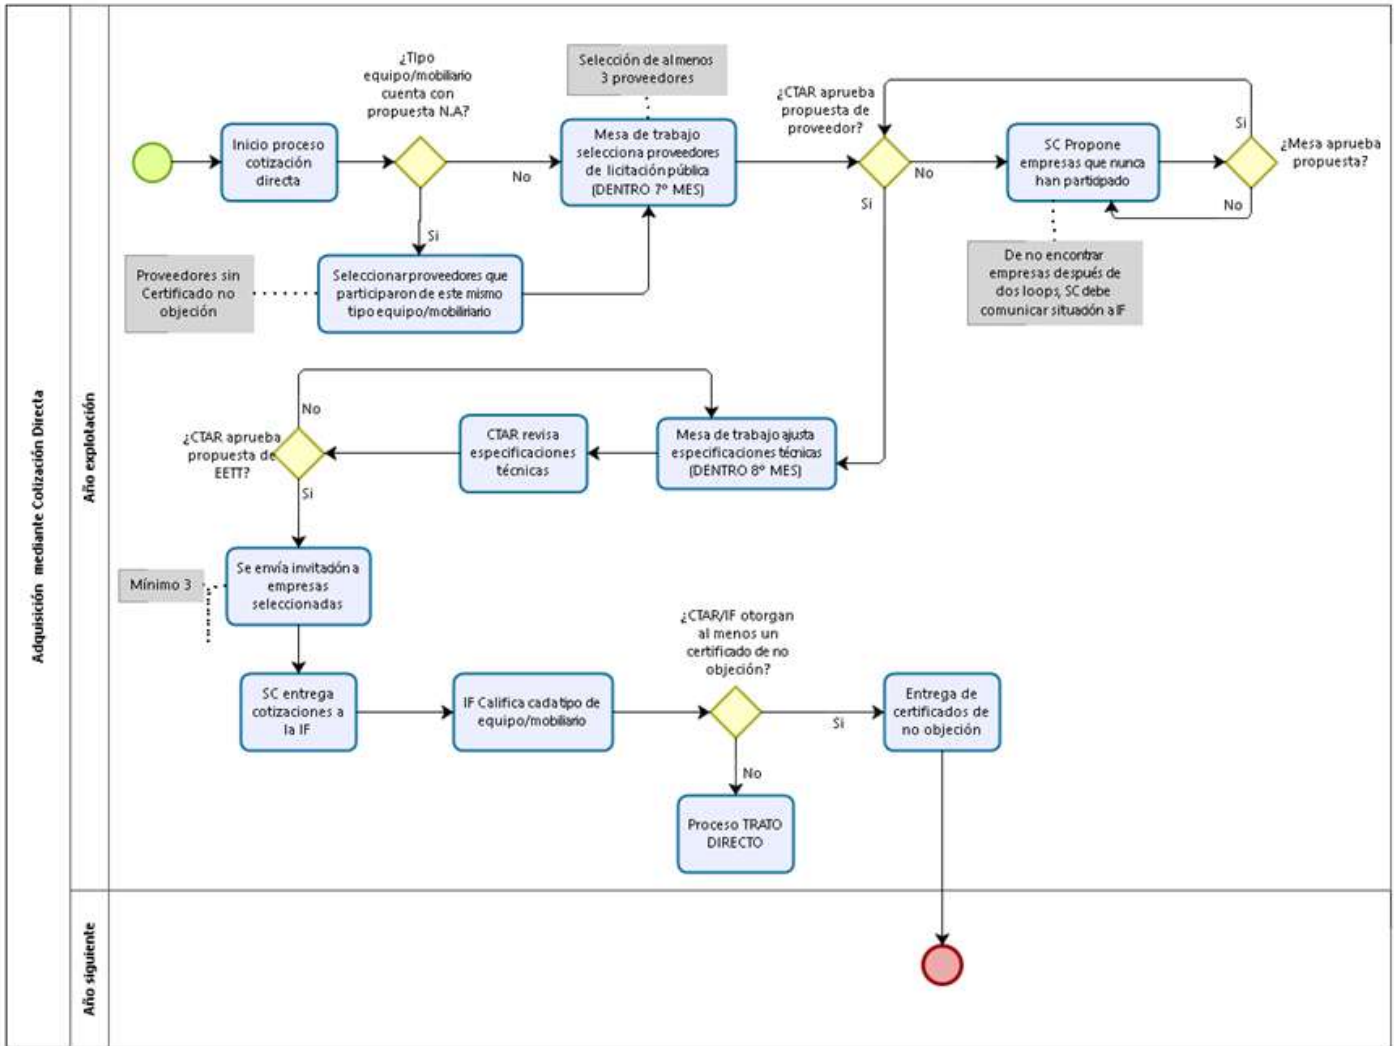 Adquisición mediante Cotización Directa
Año explotación
¿Tipo
equipo/mobiliario
cuenta con
propuesta N.A?
Selección de almenos
3 proveedores
¿CTAR aprueba
propuesta de
proveedor?
Inicio proceso
cotización
directa
No
Si
Mesa de trabajo
selecciona proveedores
de licitación pública
(DENTRO 7º MES)
No
Si
SC Propone
empresas que nunca
han participado
Si
¿Mesa aprueba
propuesta?
No
Proveedores sin
Certificado no
objeción
Seleccionar proveedores que
participaron de este mismo
tipo equipo/mobiliriario
De no encontrar
empresas después de
dos loops, SC debe
comunicar situación a IF
No
¿CTAR aprueba
propuesta de
EETT?
Si
CTAR revisa
especificaciones
técnicas
Mesa de trabajo ajusta
especificaciones técnicas
(DENTRO 8º MES)
Mínimo 3
Se envía invitación a
empresas
seleccionadas
¿CTAR/IF otorgan
al menos un
certificado de no
objeción?
SC entrega
cotizaciones a
la IF
IF Califica cada tipo de
equipo/mobiliario
Si
No
Entrega de
certificados de
no objeción
Proceso TRATO
DIRECTO
Año siguiente